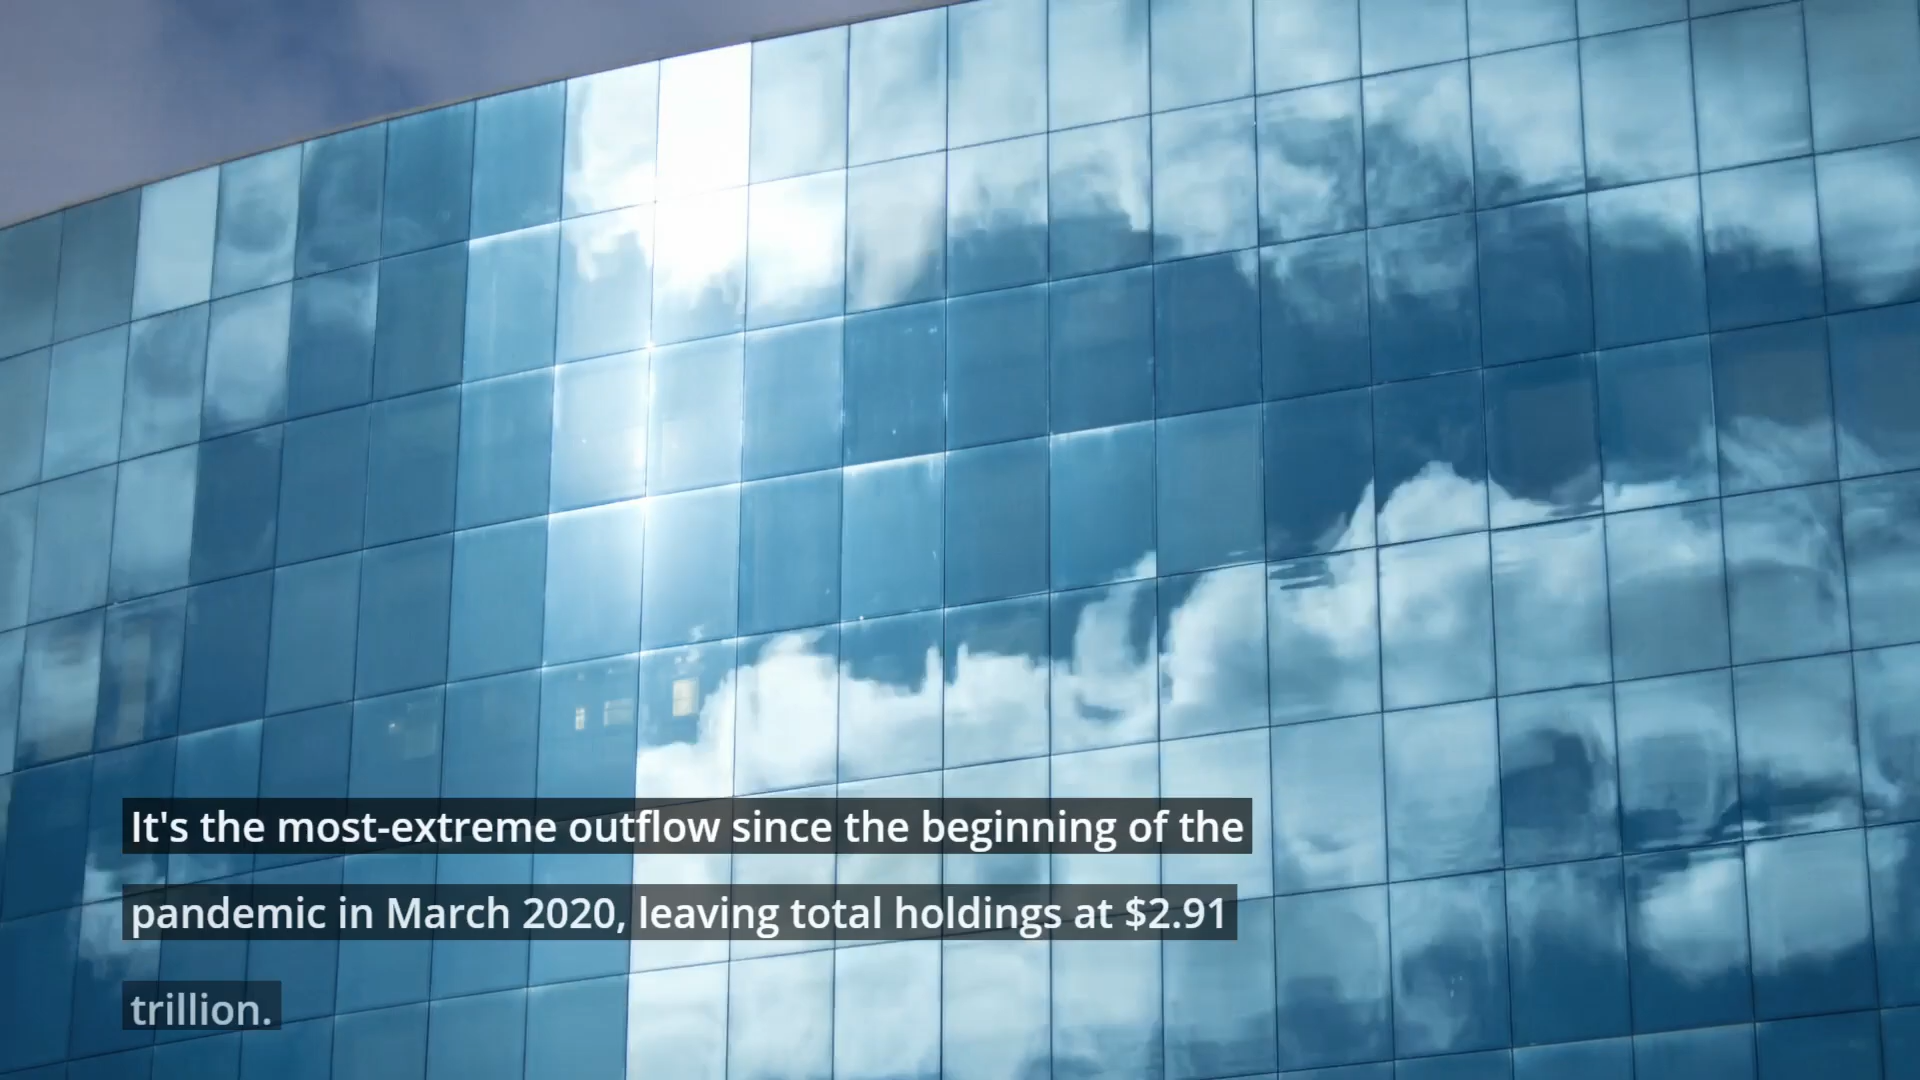 It's the most-extreme outflow since the beginning of the
pandemic in March 2020, leaving total holdings at $2.91
trillion.